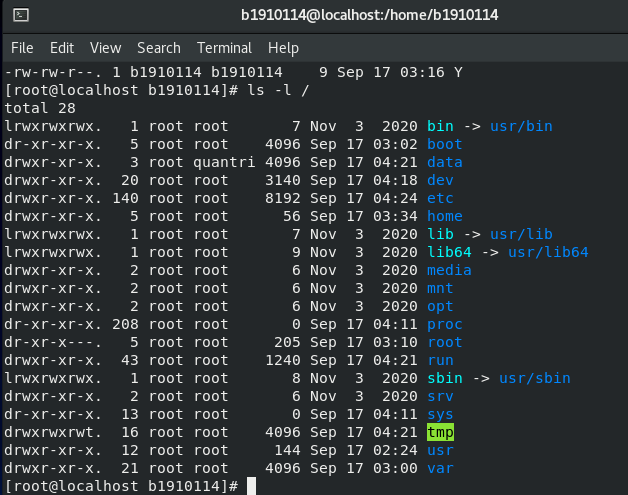 b1910114@localhost:/home/b1910114
File Edit View Search Terminal Help
-rw-rw-r--. 1 b1910114 b1910114    9 Sep 17 03:16 Y
[root@localhost b1910114]# ls -l /
total 28
lrwxrwxrwx.   1 root root       7 Nov  3  2020 bin -> usr/bin
dr-xr-xr-x.   5 root root    4096 Sep 17 03:02 boot
drwxr-xr-x.   3 root quantri 4096 Sep 17 04:21 data
drwxr-xr-x.  20 root root    3140 Sep 17 04:18 dev
drwxr-xr-x. 140 root root    8192 Sep 17 04:24 etc
drwxr-xr-x.   5 root root      56 Sep 17 03:34 home
lrwxrwxrwx.   1 root root       7 Nov  3  2020 lib -> usr/lib
lrwxrwxrwx.   1 root root       9 Nov  3  2020 lib64 -> usr/lib64
drwxr-xr-x.   2 root root       6 Nov  3  2020 media
drwxr-xr-x.   2 root root       6 Nov  3  2020 mnt
drwxr-xr-x.   2 root root       6 Nov  3  2020 opt
dr-xr-xr-x. 208 root root       0 Sep 17 04:11 proc
dr-xr-x---.   5 root root     205 Sep 17 03:10 root
drwxr-xr-x.  43 root root    1240 Sep 17 04:21 run
lrwxrwxrwx.   1 root root       8 Nov  3  2020 sbin -> usr/sbin
drwxr-xr-x.   2 root root       6 Nov  3  2020 srv
dr-xr-xr-x.  13 root root       0 Sep 17 04:11 sys
drwxrwxrwt.  16 root root    4096 Sep 17 04:21 tmp
drwxr-xr-x.  12 root root     144 Sep 17 02:24 usr
drwxr-xr-x.  21 root root    4096 Sep 17 03:00 var
[root@localhost b1910114]#